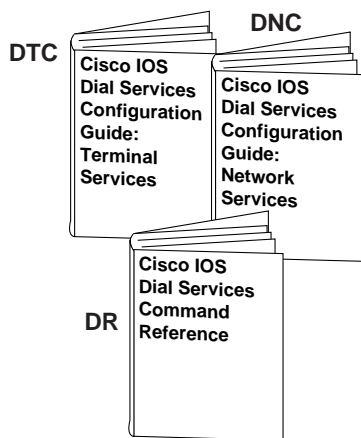 DTC
Cisco IOS
Dial Services
Configuration
Guide:
Terminal
Services
DNC
Cisco IOS
Dial Services
Configuration
Guide:
Network
Services
DR
Cisco IOS
Dial Services
Command
Reference